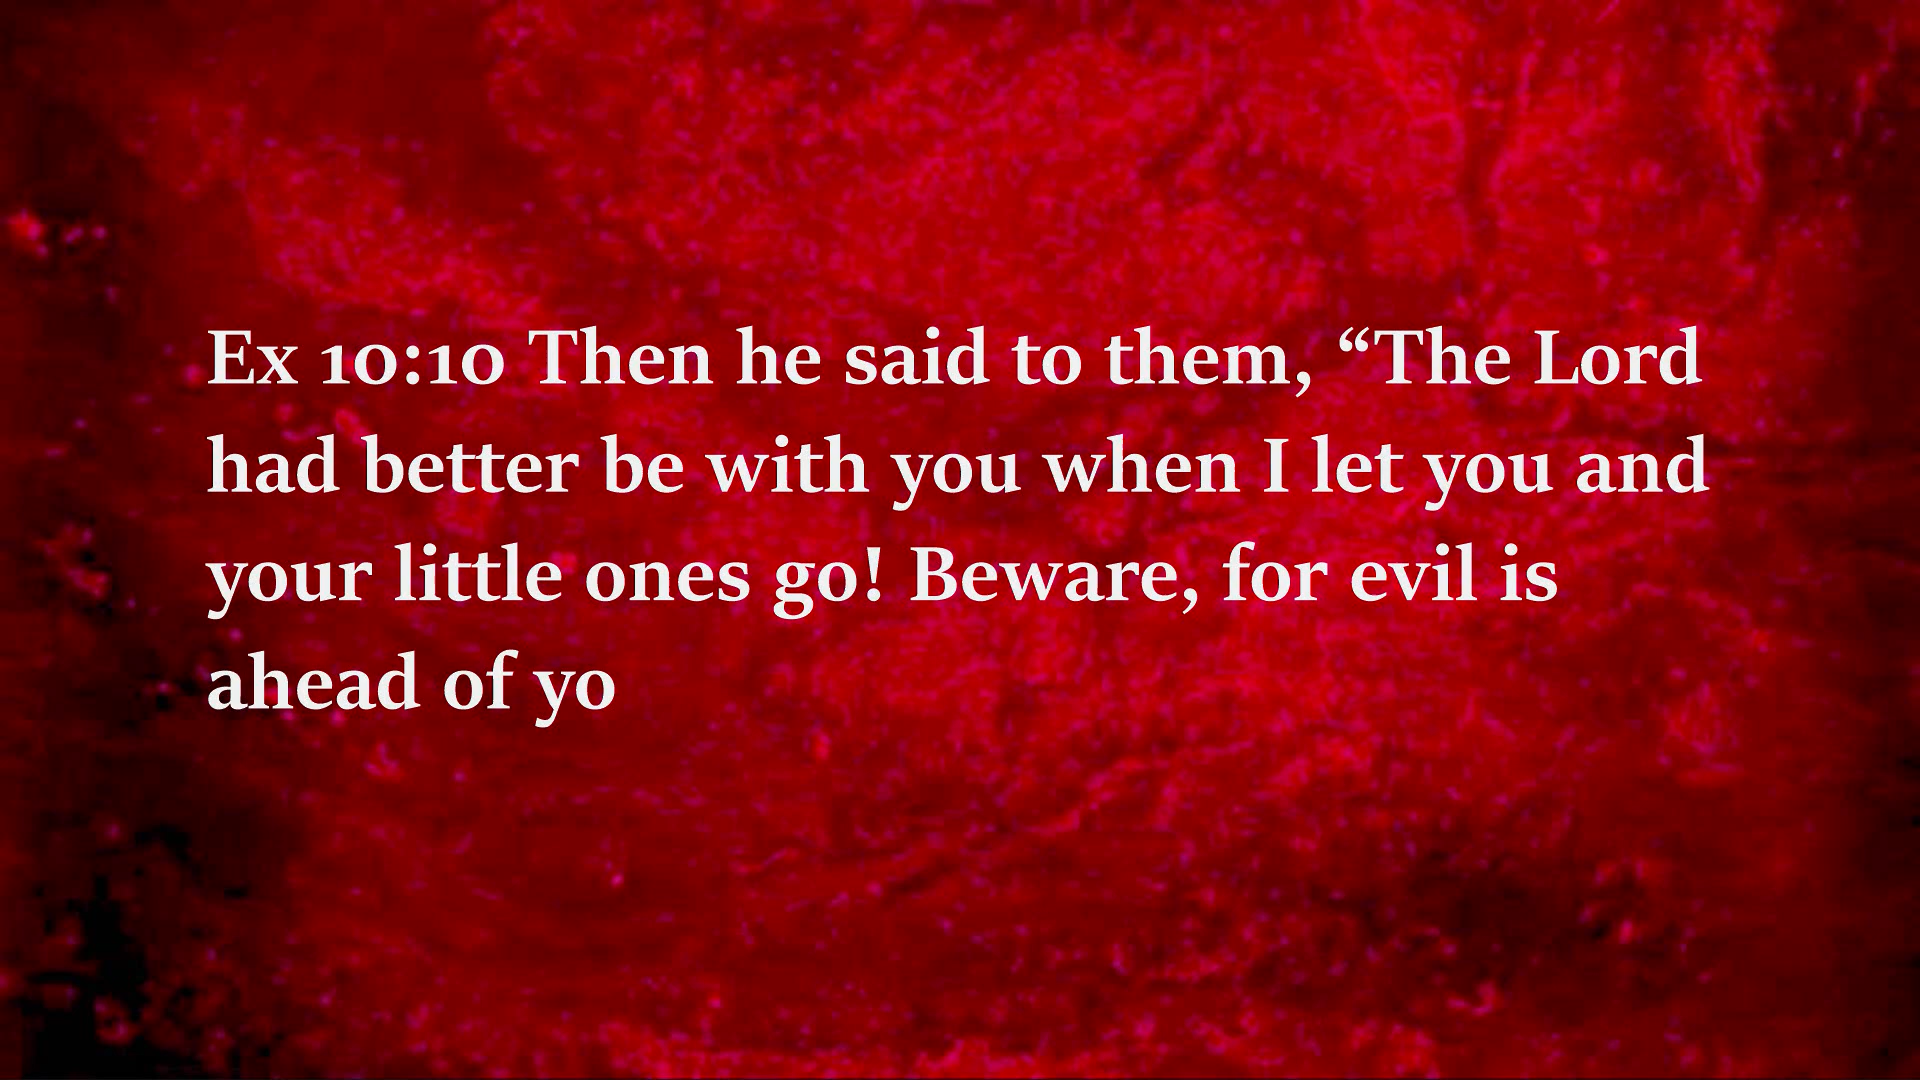 Ex 10:10 Then he said to them, “The Lord
had better be with you when I let you and
your little ones go! Beware, for evil is
ahead of yo